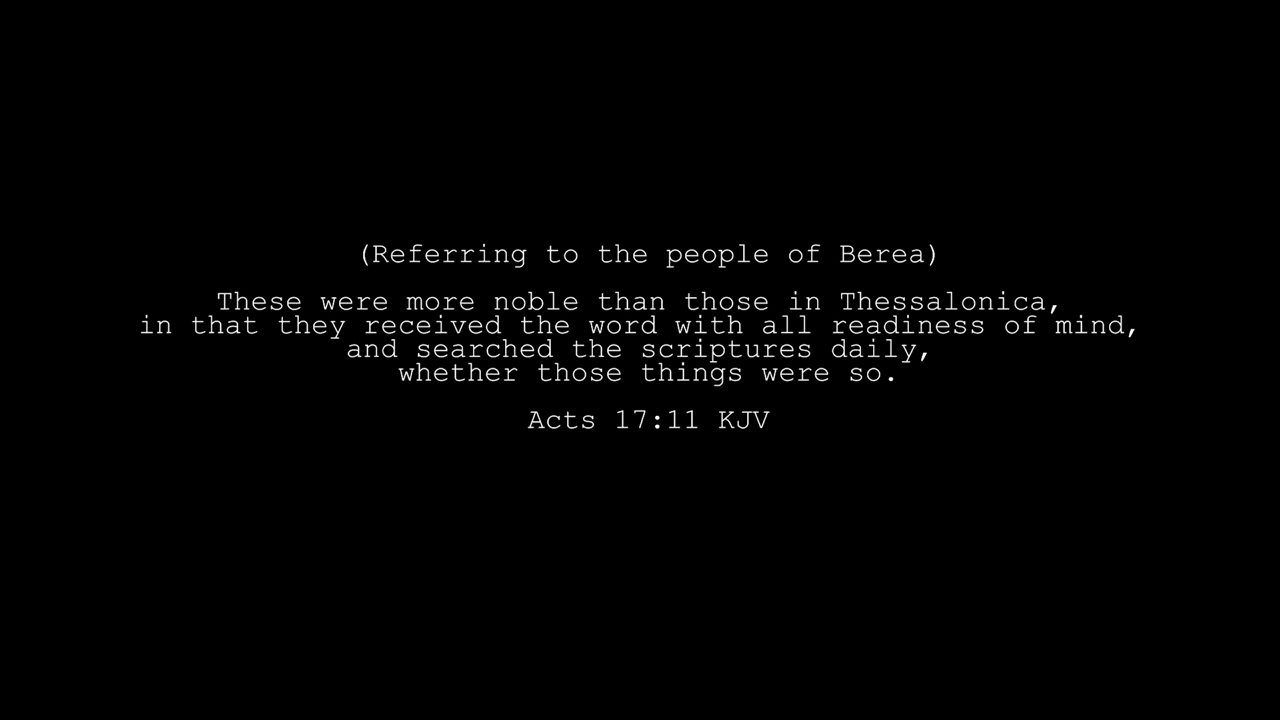 (Referring to the people of Berea)
These were more noble than those in Thessalonica,
in that they received the word with all readiness of mind,
and searched the scriptures daily,
whether those things were so.
Acts 17:11 KJV